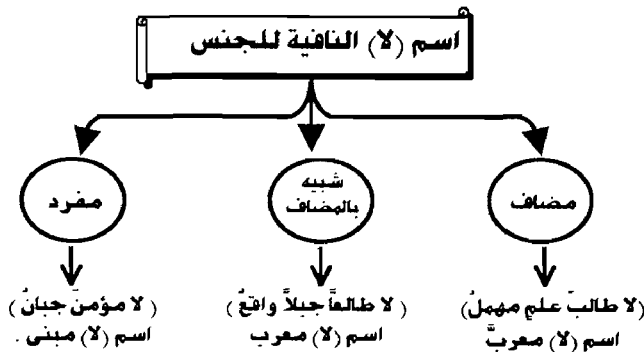 اسم (لا) النافية للجنس
مضاف
شبيه
بالمضاف
مفرد
(لا طالبَ علمٍ مهملٌ)
اسم (لا) معربٌ
(لا طالعاً جبلاً واقعٌ)
اسم (لا) معرب
(لا مؤمنَ جبانٌ)
اسم (لا) مبنى .